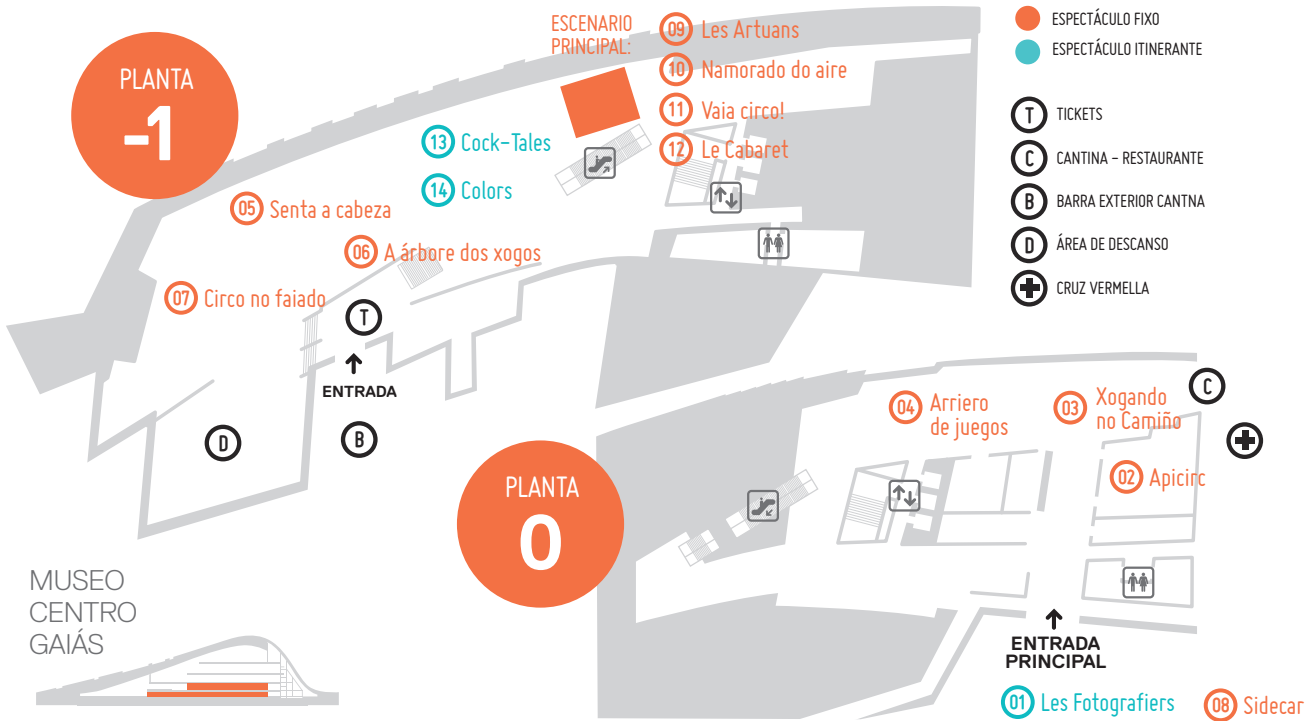 PLANTA
-1
ESCENARIO
PRINCIPAL:
09 Les Artuans
10 Namorado do aire
11 Vaia circo!
12 Le Cabaret
13 Cock-Tales
14 Colors
05 Senta a cabeza
06 A árbore dos xogos
07 Circo no faiado
T
ENTRADA
D
B
ESPECTÁCULO FIXO
ESPECTÁCULO ITINERANTE
T TICKETS
C CANTINA - RESTAURANTE
B BARRA EXTERIOR CANTNA
D ÁREA DE DESCANSO
CRUZ VERMELLA
PLANTA
0
04 Arriero
de juegos
03 Xogando
no Camiño
C
02 Apicirc
ENTRADA
PRINCIPAL
01 Les Fotografiers
08 Sidecar
MUSEO
CENTRO
GAIÁS